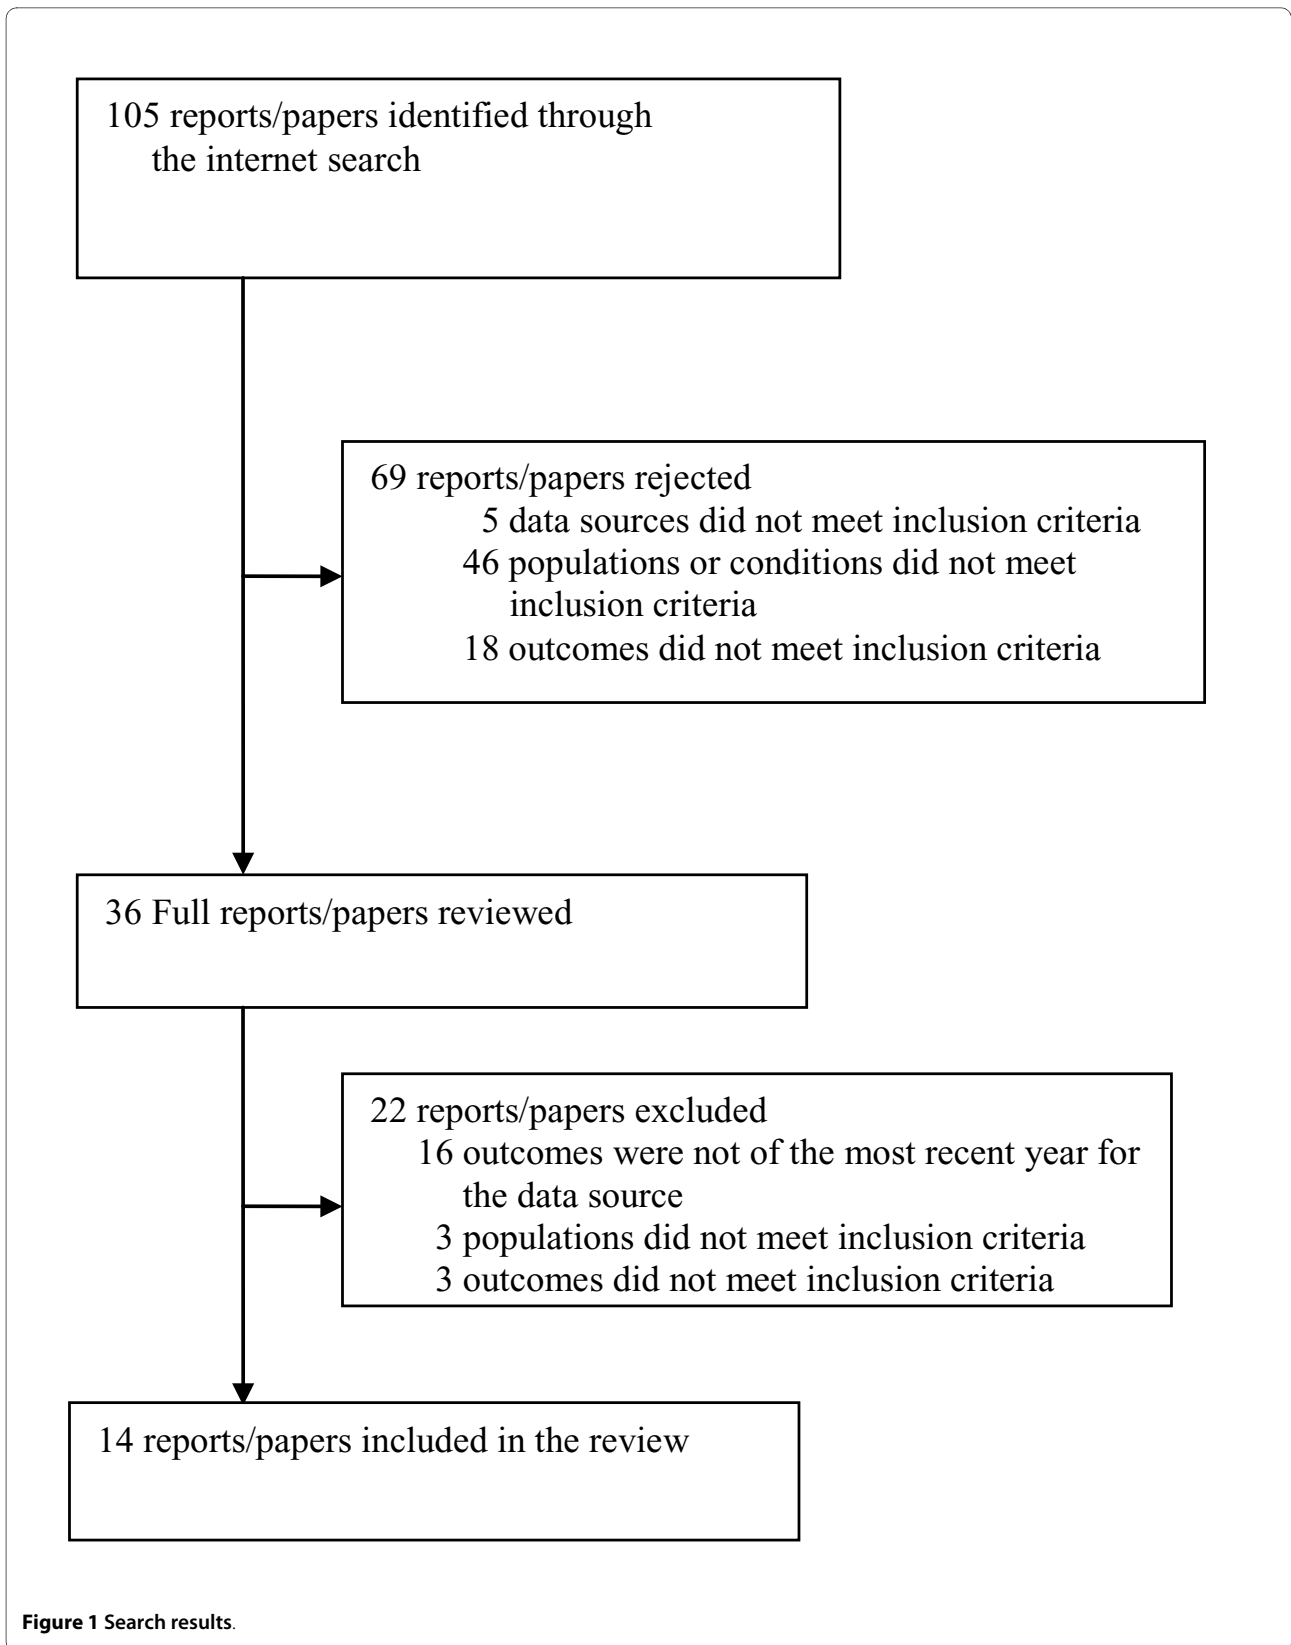 105 reports/papers identified through
the internet search
69 reports/papers rejected
5 data sources did not meet inclusion criteria
46 populations or conditions did not meet
inclusion criteria
18 outcomes did not meet inclusion criteria
36 Full reports/papers reviewed
22 reports/papers excluded
16 outcomes were not of the most recent year for
the data source
3 populations did not meet inclusion criteria
3 outcomes did not meet inclusion criteria
14 reports/papers included in the review
Figure 1 Search results.